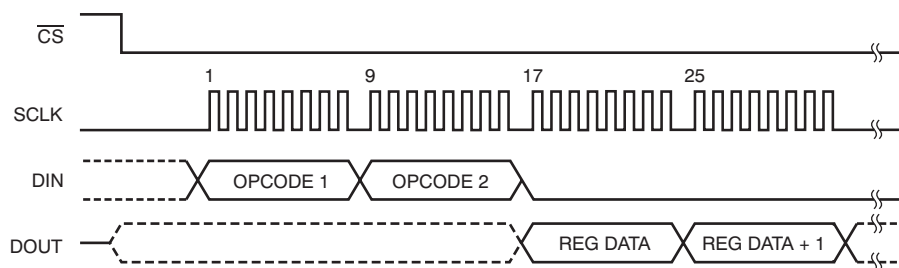 CS
1 9 17 25
SCLK
DIN OPCODE 1 OPCODE 2
DOUT REG DATA REG DATA + 1